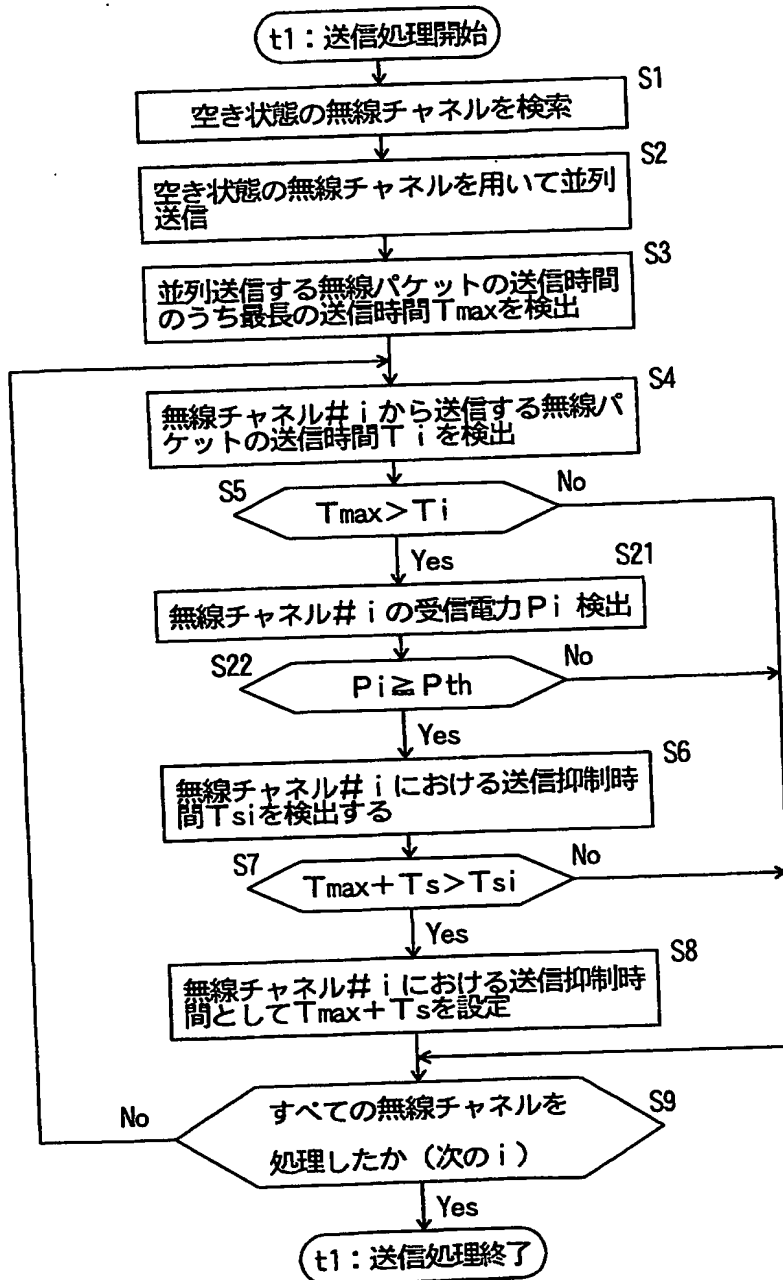 t1：送信処理開始
S1
空き状態の無線チャネルを検索
S2
空き状態の無線チャネルを用いて並列
送信
S3
並列送信する無線パケットの送信時間
のうち最長の送信時間Tmaxを検出
S4
無線チャネル＃ｉから送信する無線パ
ケットの送信時間Ｔｉを検出
S5
Tmax＞Tｉ
No
Yes
S21
無線チャネル＃ｉの受信電力Pi 検出
S22
Pｉ≧Pth
No
Yes
S6
無線チャネル＃ｉにおける送信抑制時
間Tsiを検出する
S7
Tmax＋Ts＞Tsi
No
Yes
S8
無線チャネル＃ｉにおける送信抑制時
間としてTmax＋Tsを設定
S9
すべての無線チャネルを
処理したか（次のｉ）
No
Yes
t1：送信処理終了